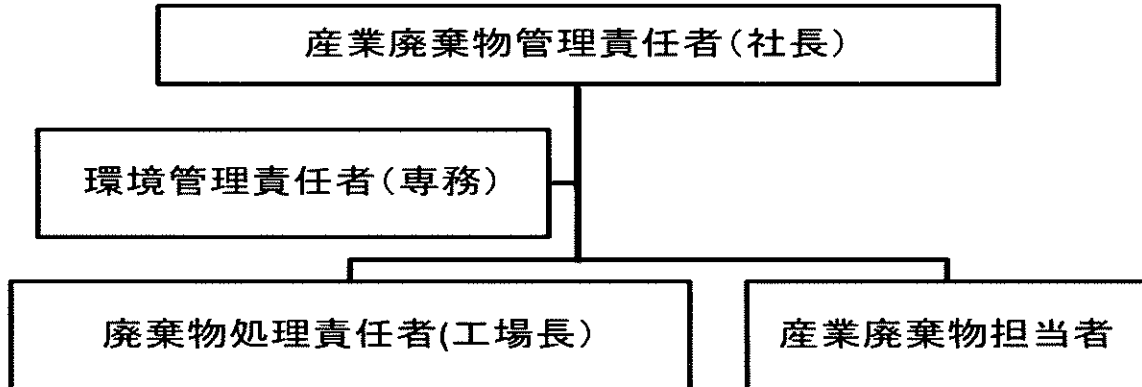 産業廃棄物管理責任者(社長)
環境管理責任者(専務)
廃棄物処理責任者(工場長)
産業廃棄物担当者